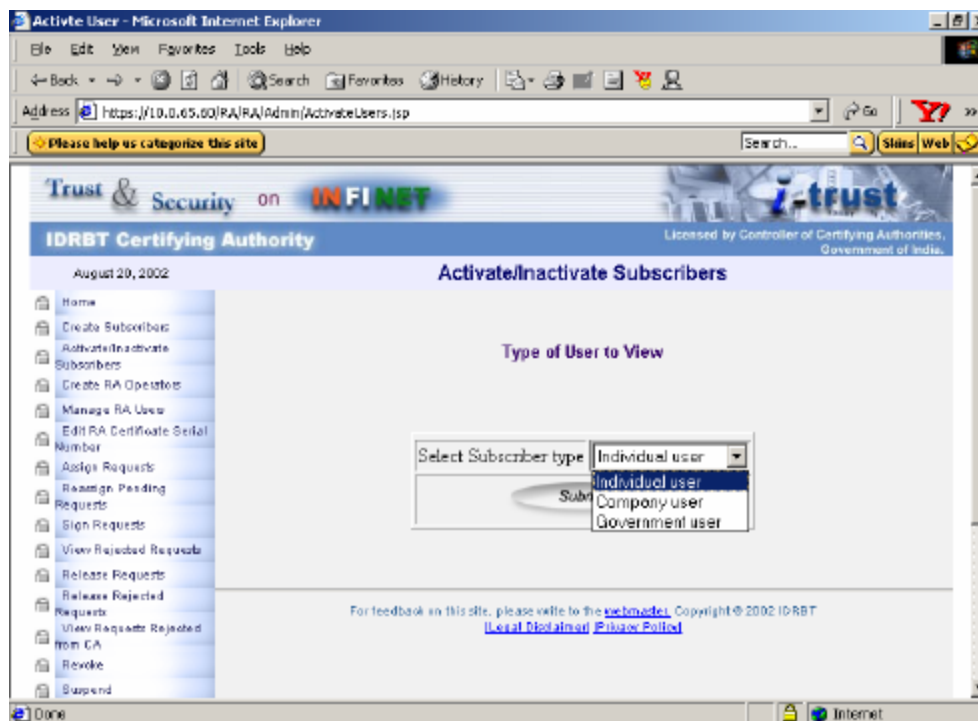 Activte User - Microsoft Internet Explorer
File Edit View Favorites Tools Help
Back Search Favorites History
Address https://10.0.65.60/RA/RA/Admin/ActivateUsers.jsp Go
Please help us categorize this site Search... Skins Web
Trust & Security on INFINET i-trust
IDRBT Certifying Authority
Licensed by Controller of Certifying Authorities,
Government of India.
August 20, 2002
Activate/Inactivate Subscribers
Home
Create Subscribers
Activate/Inactivate
Subscribers
Create RA Operators
Manage RA Users
Edit RA Certificate Serial
Number
Assign Requests
Reassign Pending
Requests
Sign Requests
View Rejected Requests
Release Requests
Release Rejected
Requests
View Requests Rejected
from CA
Revoke
Suspend
Type of User to View
Select Subscriber type Individual user
Individual user
Company user
Government user
Subm
For feedback on this site, please write to the webmaster. Copyright © 2002 IDRBT
[Legal Disclaimer] [Privacy Policy]
Done Internet